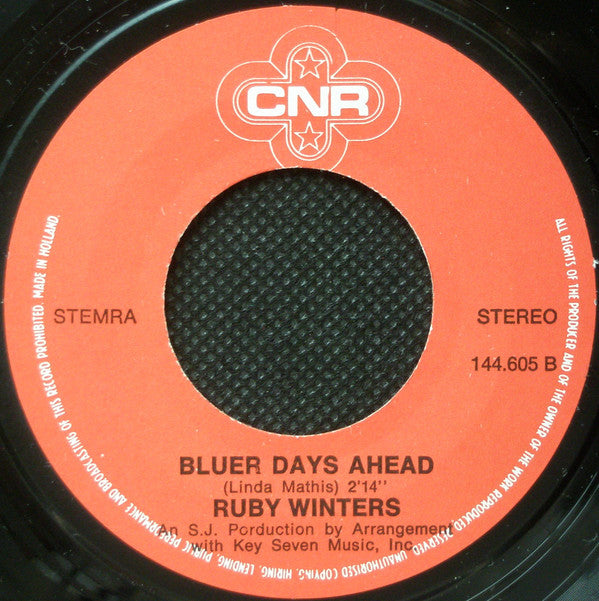 CNR
STEMRA
STEREO
144.605 B
BLUER DAYS AHEAD
(Linda Mathis) 2'14''
RUBY WINTERS
An S.J. Porduction by Arrangement
with Key Seven Music, Inc.
ALL RIGHTS OF THE PRODUCER AND OF THE OWNER OF THE WORK REPRODUCED RESERVED. UNAUTHORISED COPYING, HIRING, LENDING, PUBLIC PERFORMANCE AND BROADCASTING OF THIS RECORD PROHIBITED. MADE IN HOLLAND.